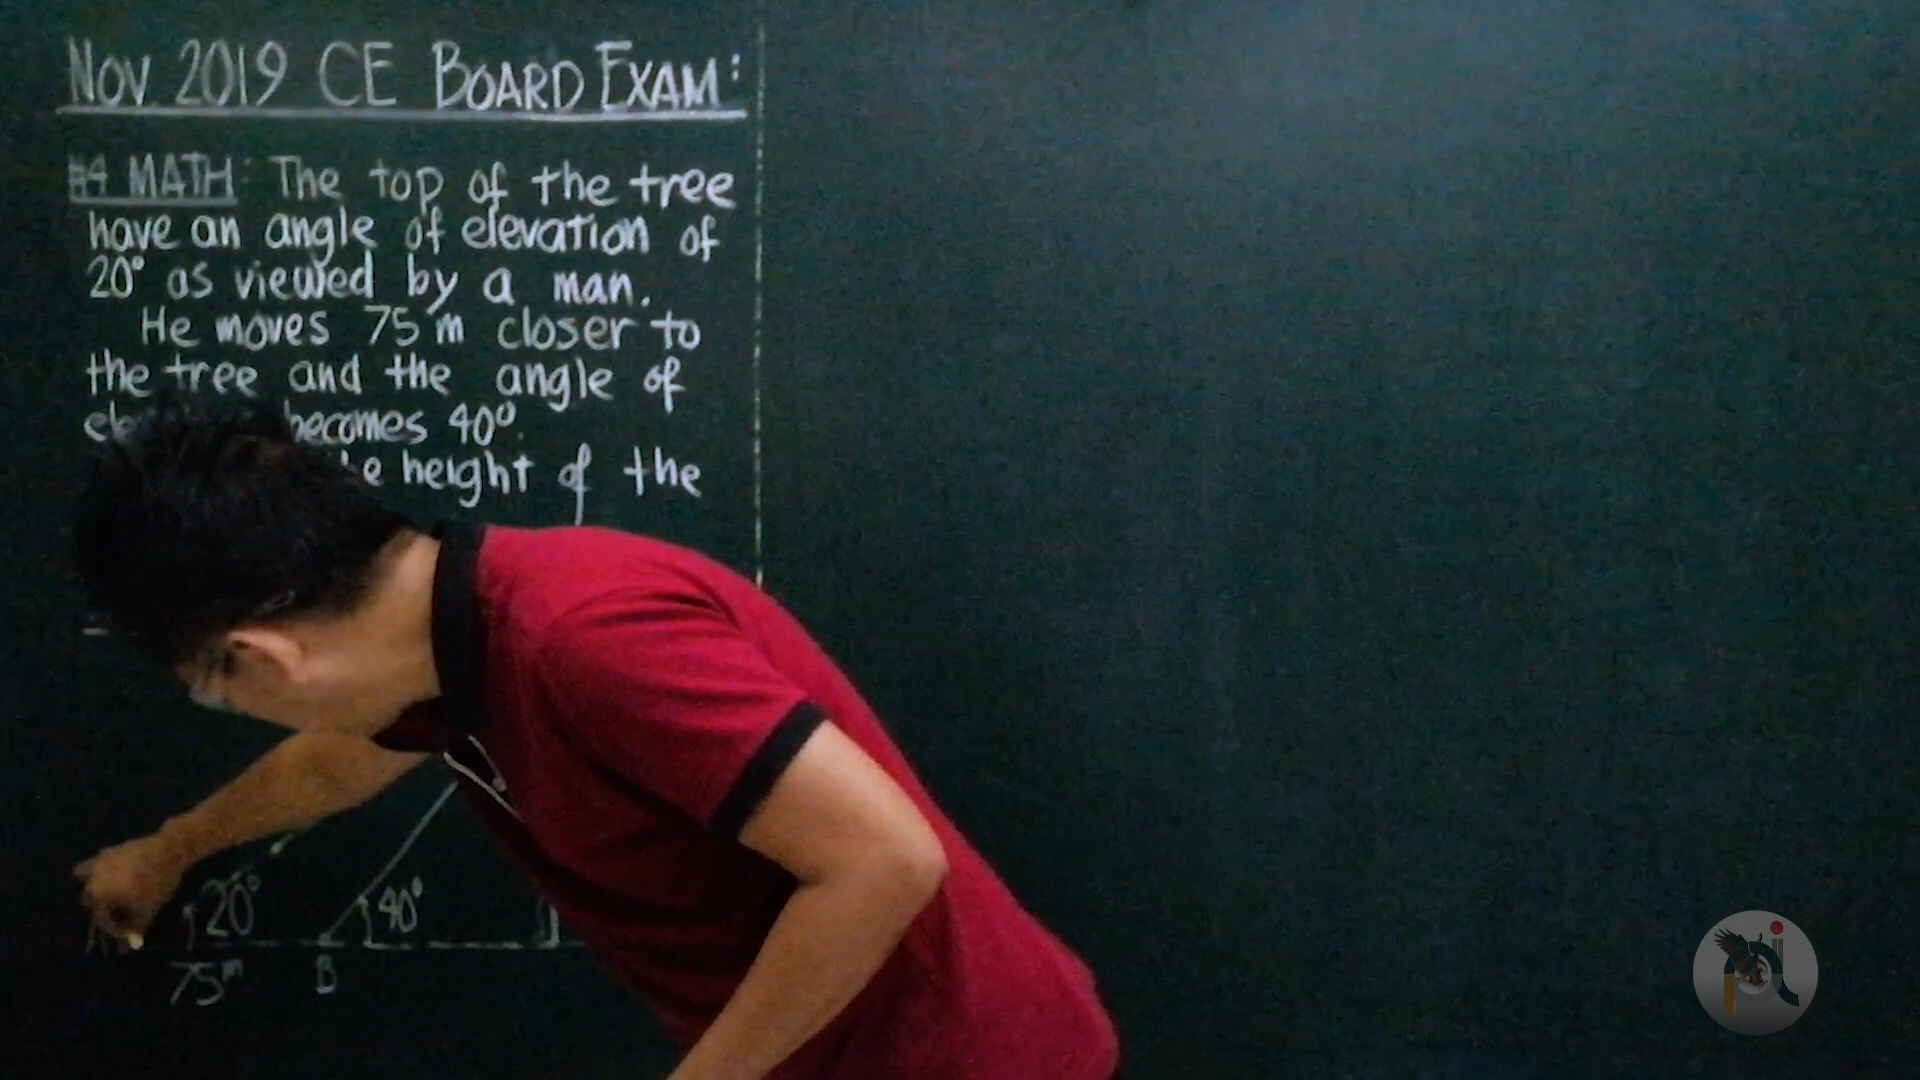 Nov. 2019 CE BOARD EXAM:
#4 MATH: The top of the tree
have an angle of elevation of
20° as viewed by a man.
He moves 75 m closer to
the tree and the angle of
becomes 40°.
height of the
20°
40°
75m
B